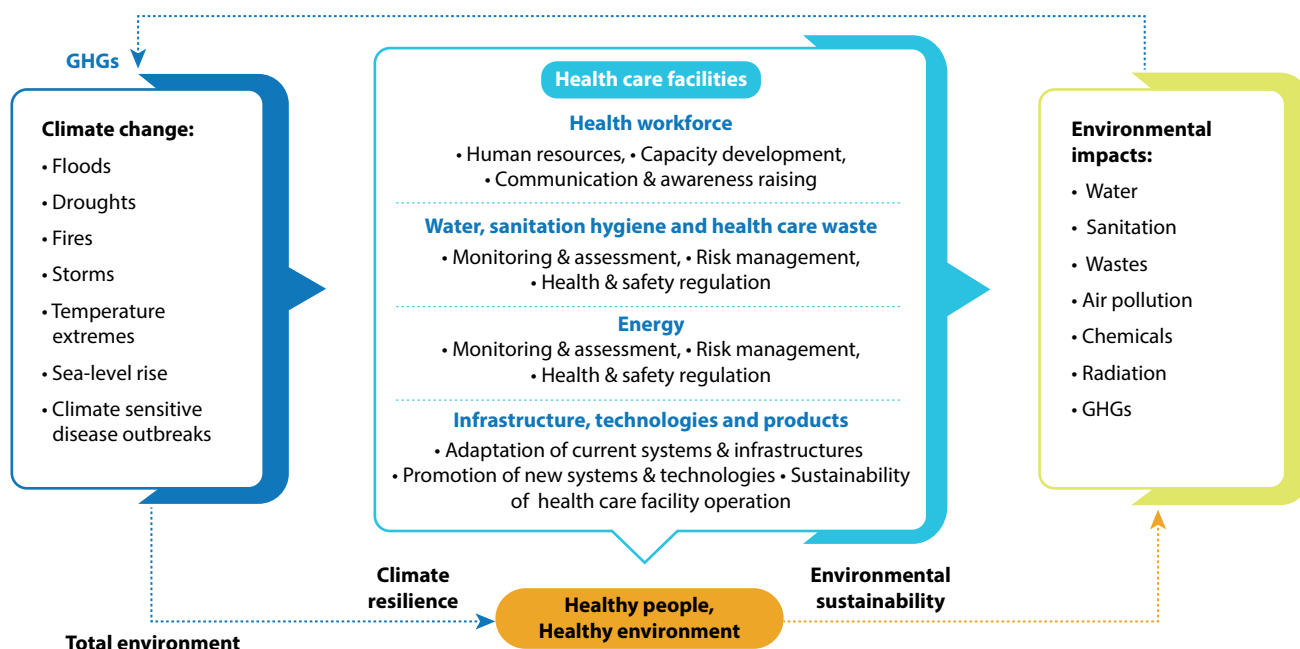 GHGs
Climate change:
• Floods
• Droughts
• Fires
• Storms
• Temperature
extremes
• Sea-level rise
• Climate sensitive
disease outbreaks
Health care facilities
Health workforce
• Human resources, • Capacity development,
• Communication & awareness raising
Water, sanitation hygiene and health care waste
• Monitoring & assessment, • Risk management,
• Health & safety regulation
Energy
• Monitoring & assessment, • Risk management,
• Health & safety regulation
Infrastructure, technologies and products
• Adaptation of current systems & infrastructures
• Promotion of new systems & technologies • Sustainability
of health care facility operation
Environmental
impacts:
• Water
• Sanitation
• Wastes
• Air pollution
• Chemicals
• Radiation
• GHGs
Climate
resilience
Healthy people,
Healthy environment
Environmental
sustainability
Total environment